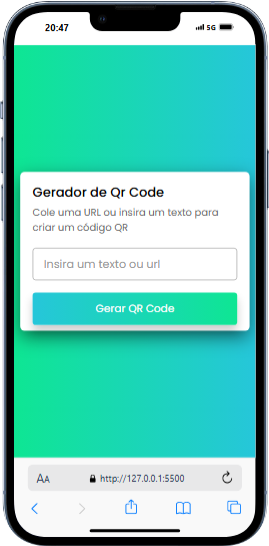 20:47
5G
Gerador de Qr Code
Cole uma URL ou insira um texto para
criar um código QR
Insira um texto ou url
Gerar QR Code
AA
http://127.0.0.1:5500